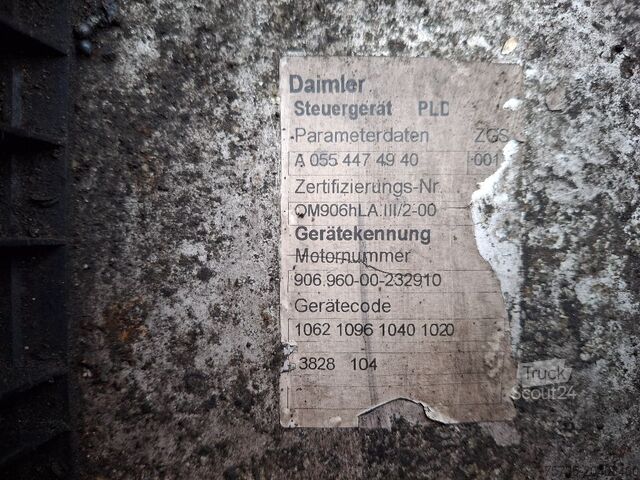 Daimler
Steuergerät PLD
Parameterdaten ZGS
A 055 447 49 40 001
Zertifizierungs-Nr.
OM906hLA.III/2-00
Gerätekennung
Motornummer
906.960-00-232910
Gerätecode
1062 1096 1040 1020
3828 104
Truck
Scout24